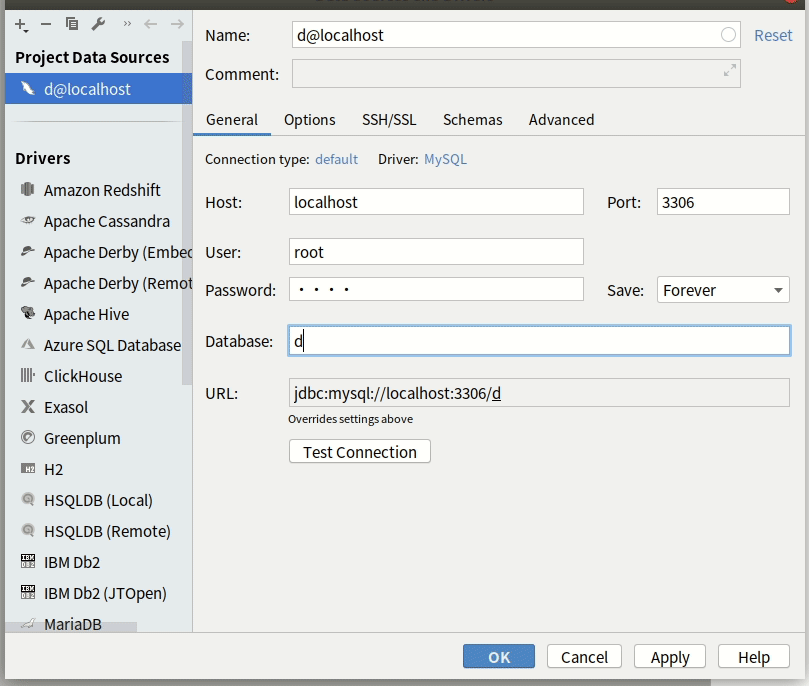 Project Data Sources
d@localhost
Drivers
Amazon Redshift
Apache Cassandra
Apache Derby (Embec
Apache Derby (Remot
Apache Hive
Azure SQL Database
ClickHouse
Exasol
Greenplum
H2
HSQLDB (Local)
HSQLDB (Remote)
IBM Db2
IBM Db2 (JTOpen)
MariaDB
Name: d@localhost Reset
Comment:
General Options SSH/SSL Schemas Advanced
Connection type: default Driver: MySQL
Host: localhost Port: 3306
User: root
Password: •••• Save: Forever
Database: d
URL: jdbc:mysql://localhost:3306/d
Overrides settings above
Test Connection
OK Cancel Apply Help